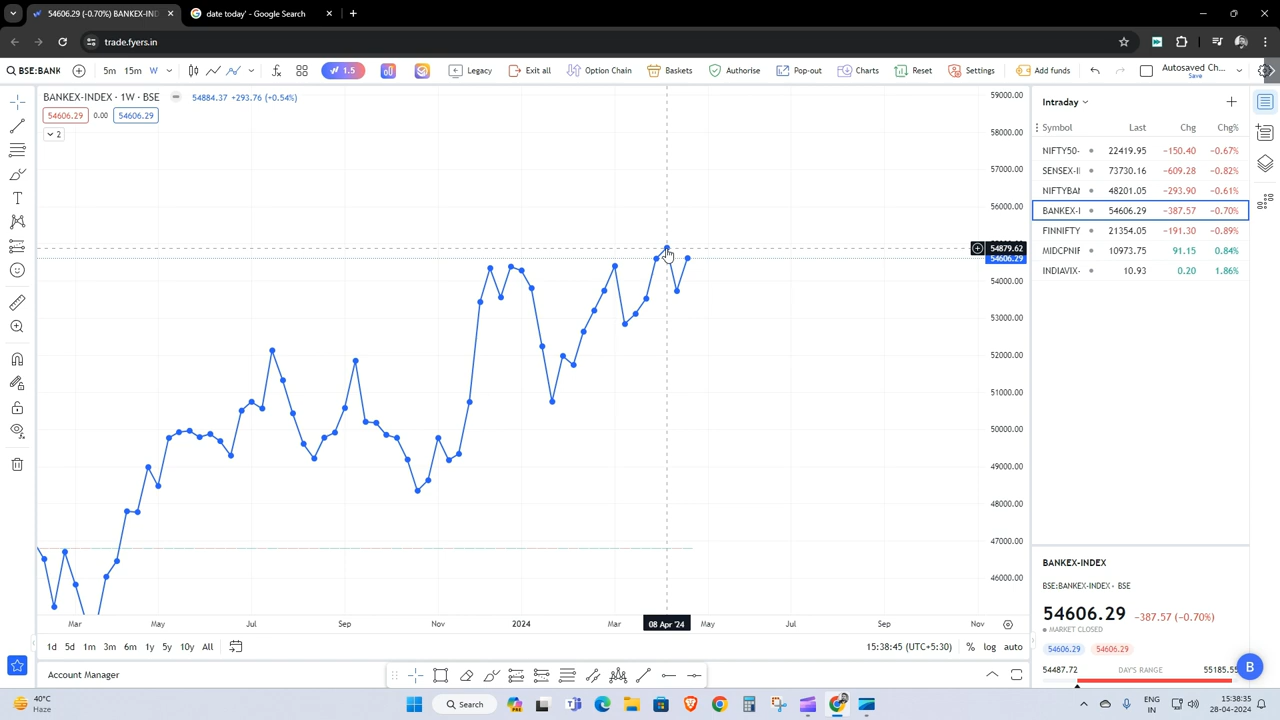 54606.29 (-0.70%) BANKEX-IND
date today' - Google Search
trade.fyers.in
BSE:BANK
5m 15m W
1.5
Legacy
Exit all
Option Chain
Baskets
Authorise
Pop-out
Charts
Reset
Settings
Add funds
Autosaved Ch...
Save
BANKEX-INDEX · 1W · BSE
54884.37 +293.76 (+0.54%)
54606.29 0.00 54606.29
2
59000.00
58000.00
57000.00
56000.00
54879.62
54606.29
54000.00
53000.00
52000.00
51000.00
50000.00
49000.00
48000.00
47000.00
46000.00
Mar May Jul Sep Nov 2024 Mar 08 Apr '24 May Jul Sep Nov
1d 5d 1m 3m 6m 1y 5y 10y All
15:38:45 (UTC+5:30) % log auto
Account Manager
Intraday
Symbol Last Chg Chg%
NIFTY50- 22419.95 −150.40 −0.67%
SENSEX-I 73730.16 −609.28 −0.82%
NIFTYBA 48201.05 −293.90 −0.61%
BANKEX-I 54606.29 −387.57 −0.70%
FINNIFTY 21354.05 −191.30 −0.89%
MIDCPNIF 10973.75 91.15 0.84%
INDIAVIX- 10.93 0.20 1.86%
BANKEX-INDEX
BSE:BANKEX-INDEX · BSE
54606.29 −387.57 (−0.70%)
MARKET CLOSED
54606.29 54606.29
54487.72 DAY'S RANGE 55185.55
B
40°C
Haze
Search
ENG
IN
15:38:35
28-04-2024